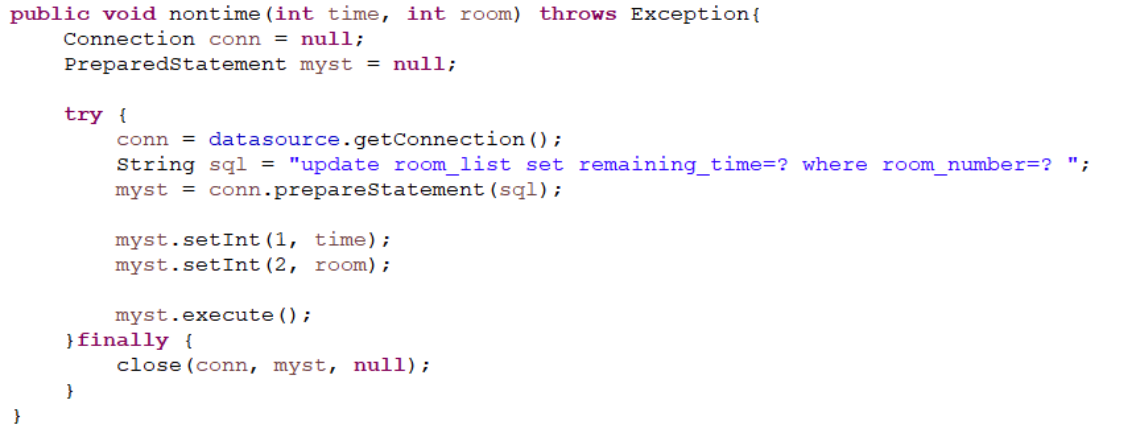 public void nontime(int time, int room) throws Exception{
    Connection conn = null;
    PreparedStatement myst = null;

    try {
        conn = datasource.getConnection();
        String sql = "update room_list set remaining_time=? where room_number=? ";
        myst = conn.prepareStatement(sql);

        myst.setInt(1, time);
        myst.setInt(2, room);

        myst.execute();
    }finally {
        close(conn, myst, null);
    }
}